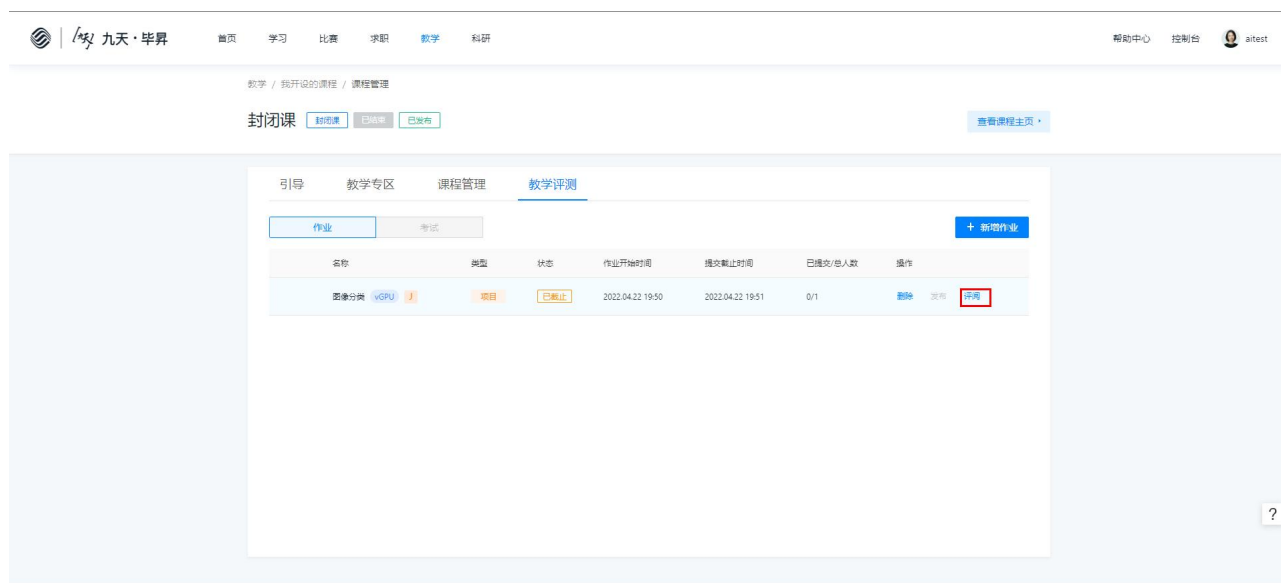 九天·毕昇 首页 学习 比赛 求职 教学 科研 帮助中心 控制台 aitest
教学 / 我开设的课程 / 课程管理
封闭课 封闭课 已结束 已发布 查看课程主页
引导 教学专区 课程管理 教学评测
作业 考试 + 新增作业
名称 类型 状态 作业开始时间 提交截止时间 已提交/总人数 操作
图像分类 vGPU J 项目 已截止 2022.04.22 19:50 2022.04.22 19:51 0/1 删除 发布 评阅
?